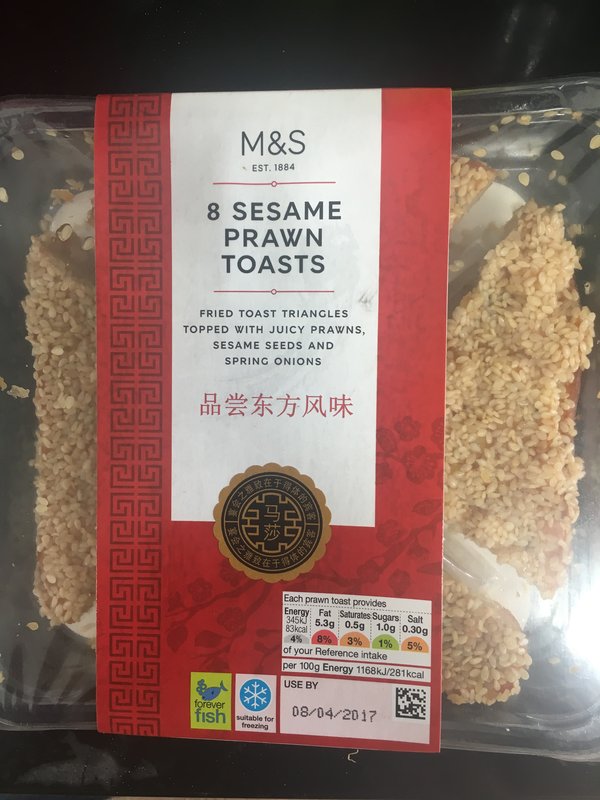 M&S
EST. 1884
8 SESAME
PRAWN
TOASTS
FRIED TOAST TRIANGLES
TOPPED WITH JUICY PRAWNS,
SESAME SEEDS AND
SPRING ONIONS
品尝东方风味
马莎
Each prawn toast provides
Energy Fat Saturates Sugars Salt
345kJ 5.3g 0.5g 1.0g 0.30g
83kcal
4% 8% 3% 1% 5%
of your Reference intake
per 100g Energy 1168kJ/281kcal
forever
fish
suitable for
freezing
USE BY
08/04/2017